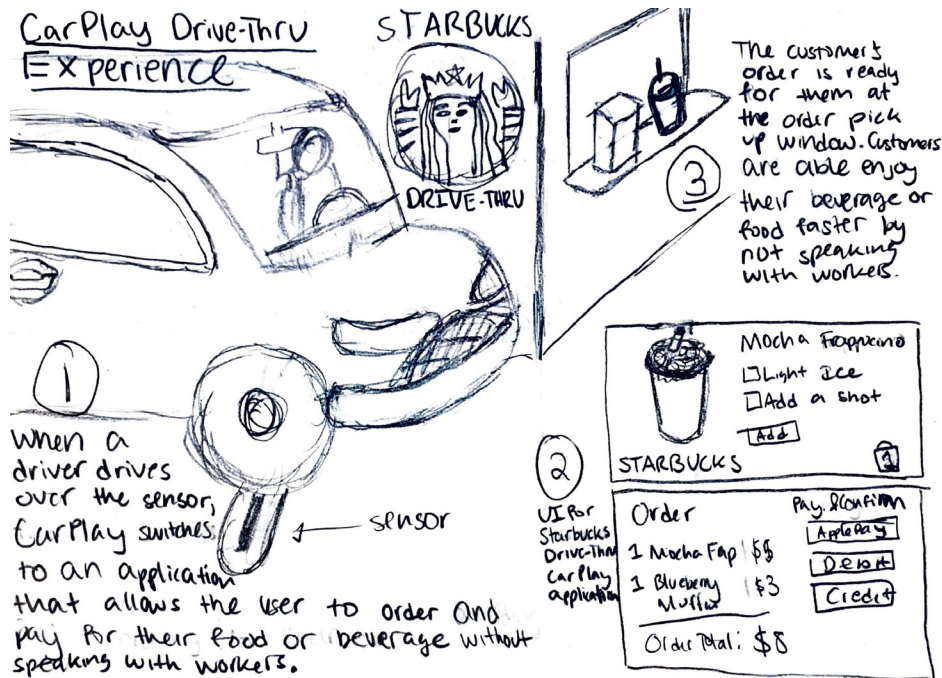 CarPlay Drive-Thru
Experience
STARBUCKS
DRIVE-THRU
1
When a
driver drives
over the sensor,
CarPlay switches
to an application
that allows the user to order and
pay for their food or beverage without
speaking with workers.
sensor
2
UI for
Starbucks
Drive-Thru
CarPlay
application
Mocha Frappucino
Light Ice
Add a shot
Add
STARBUCKS
1
Order
1 Mocha Fap $5
1 Blueberry
Muffin $3
Order Total: $8
Pay & Confirm
Apple Pay
Debit
Credit
3
The customer's
order is ready
for them at
the order pick
up window. Customers
are able enjoy
their beverage or
food faster by
not speaking
with workers.